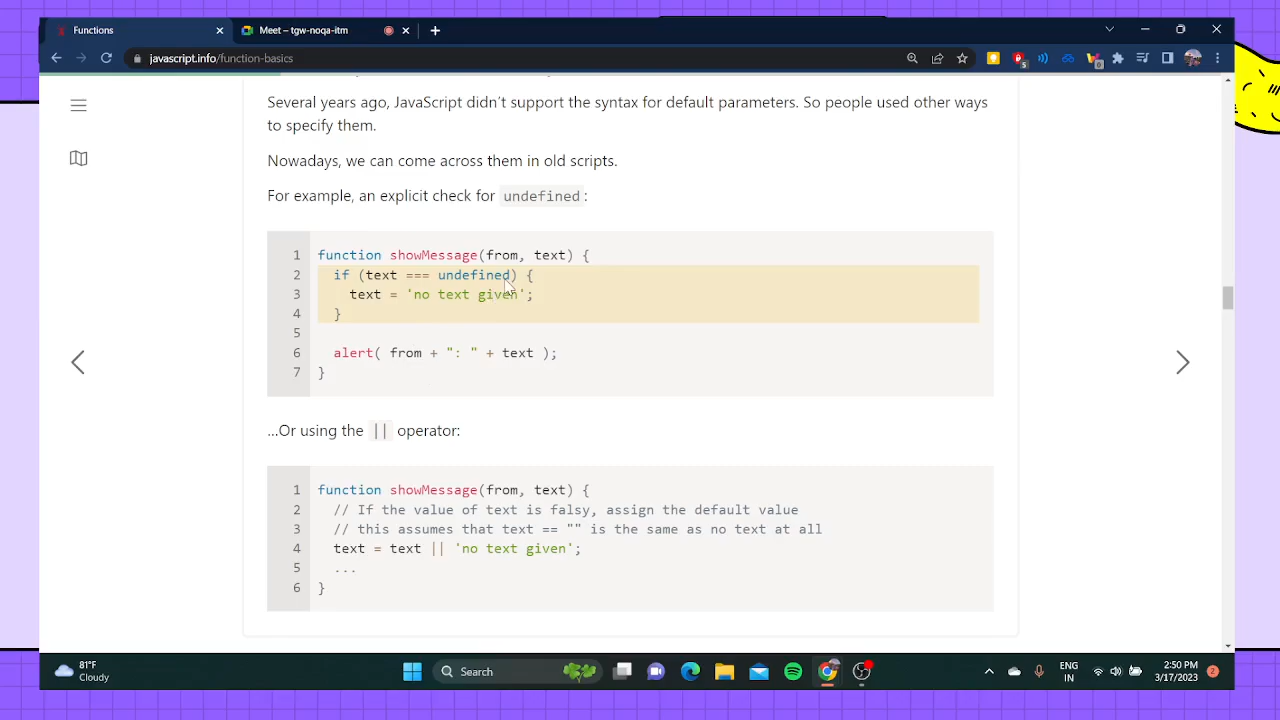 Functions
Meet – tgw-noqa-itm
javascript.info/function-basics
Several years ago, JavaScript didn't support the syntax for default parameters. So people used other ways
to specify them.
Nowadays, we can come across them in old scripts.
For example, an explicit check for undefined:
1 function showMessage(from, text) {
2 if (text === undefined) {
3 text = 'no text given';
4 }
5
6 alert( from + ": " + text );
7 }
…Or using the || operator:
1 function showMessage(from, text) {
2 // If the value of text is falsy, assign the default value
3 // this assumes that text == "" is the same as no text at all
4 text = text || 'no text given';
5 ...
6 }
81°F
Cloudy
Search
ENG
IN
2:50 PM
3/17/2023
2